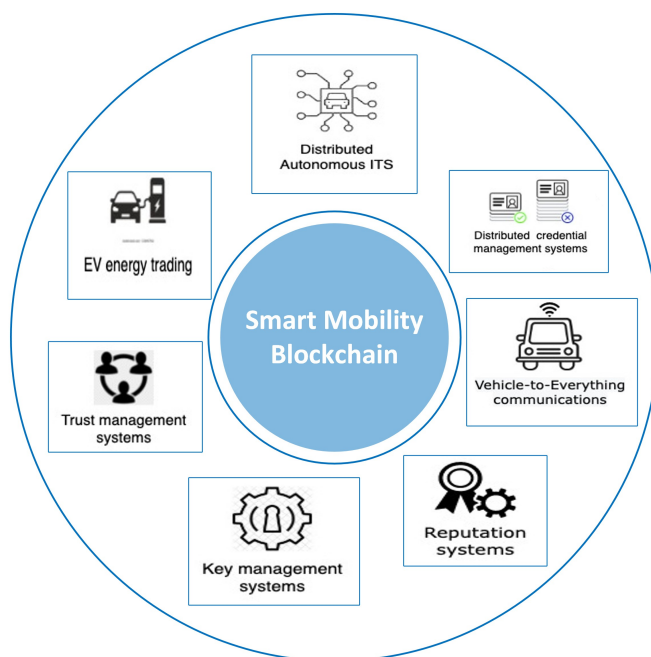 Distributed
Autonomous ITS
Distributed credential
management systems
EV energy trading
Smart Mobility
Blockchain
Vehicle-to-Everything
communications
Trust management
systems
Reputation
systems
Key management
systems